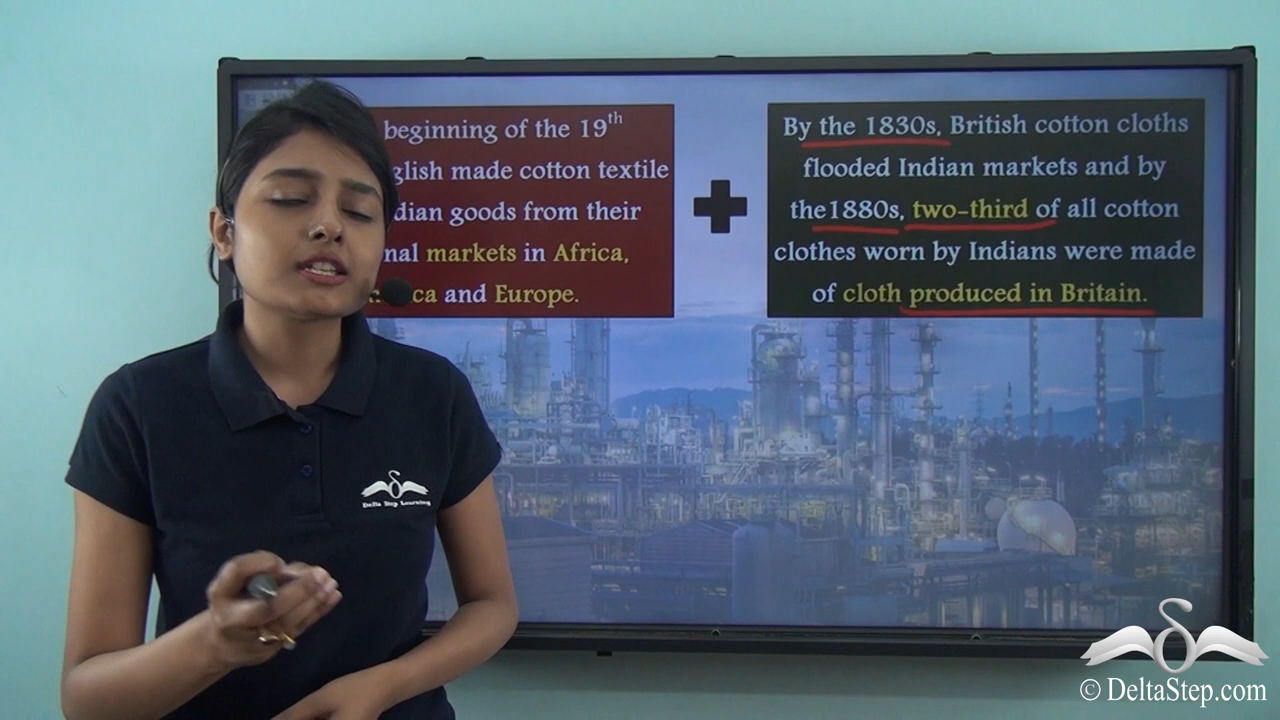 beginning of the 19th
glish made cotton textile
dian goods from their
nal markets in Africa,
ca and Europe.
By the 1830s, British cotton cloths
flooded Indian markets and by
the1880s, two-third of all cotton
clothes worn by Indians were made
of cloth produced in Britain.
Delta Step Learning
© DeltaStep.com